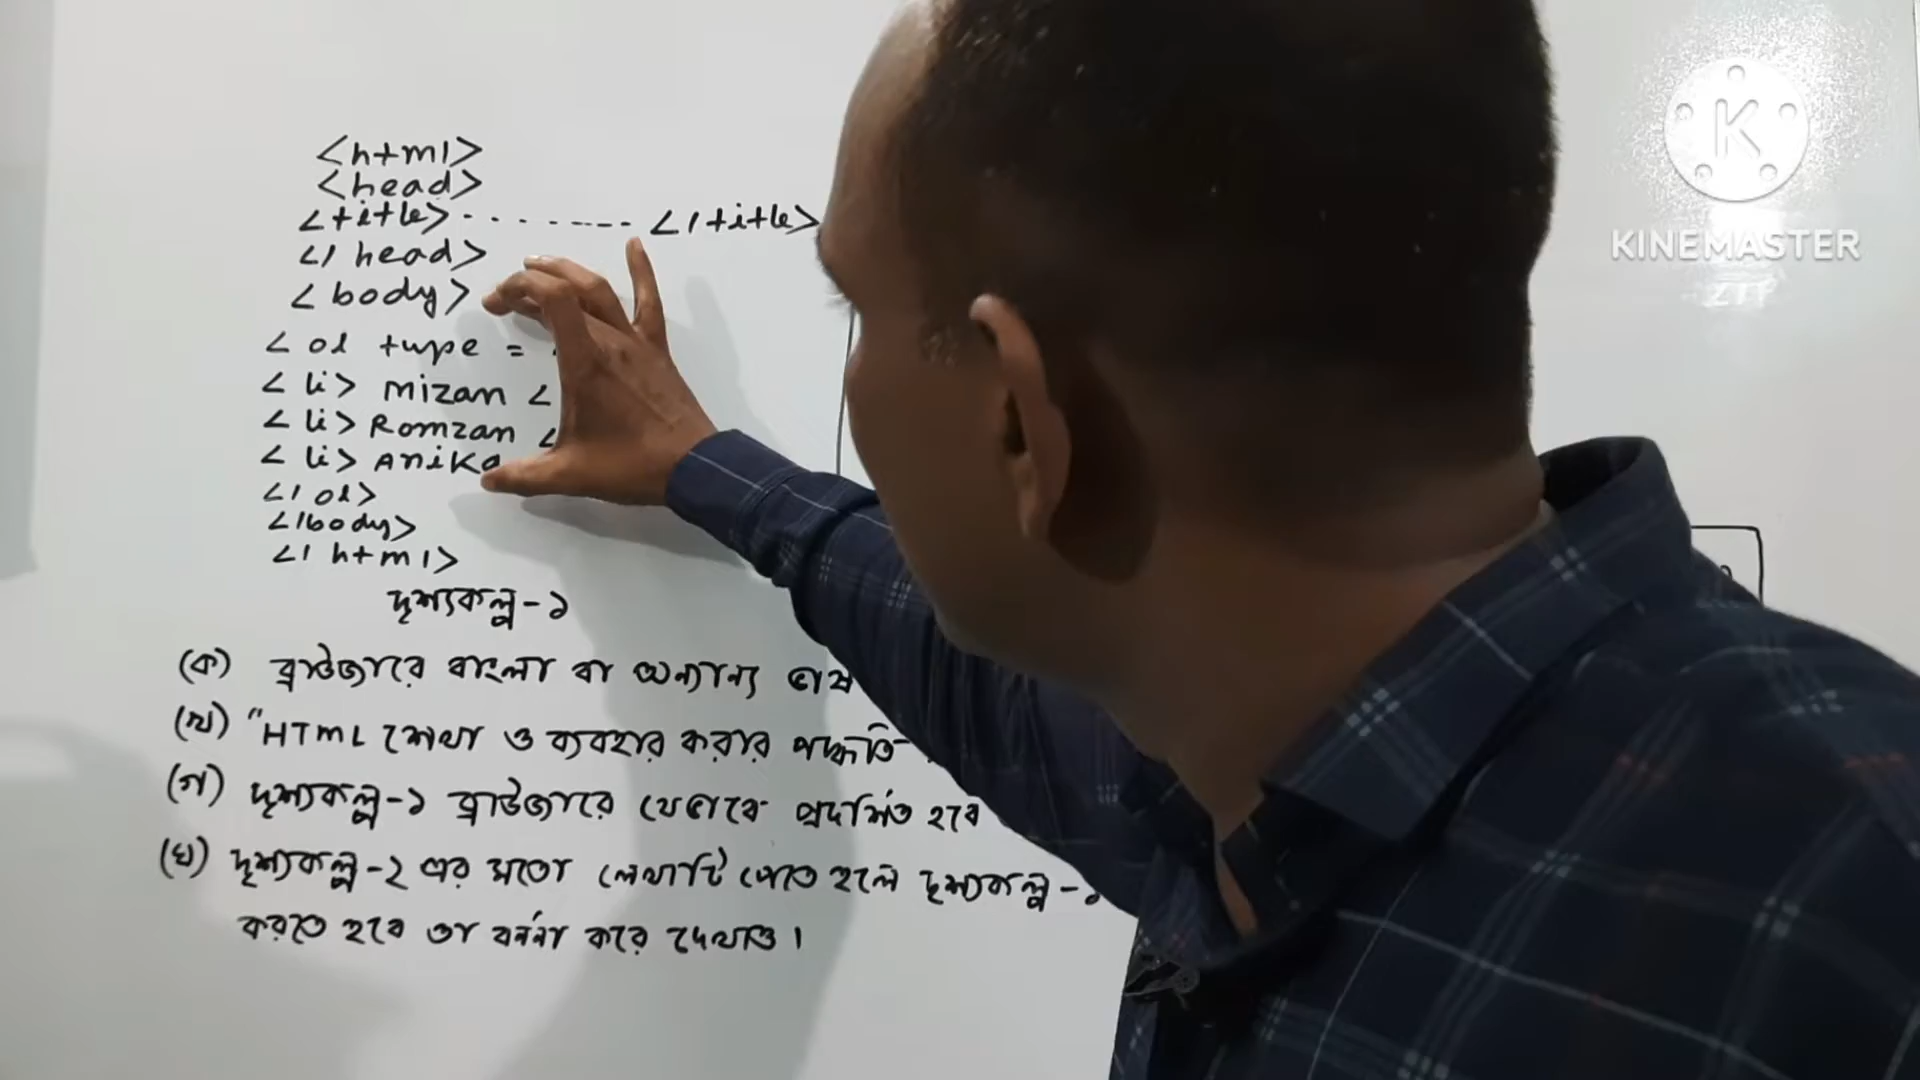 <html>
<head>
<title> - - - - - - - - </title>
</head>
<body>
< ol type =
< li> Mizan <
< li> Romzan <
< li> Anika
</ ol>
</body>
</ html>
দৃশ্যকল্প-১
(ক) ব্রাউজারে বাংলা বা অন্যান্য
(খ) "HTML শেখা ও ব্যবহার করার পদ্ধতি
(গ) দৃশ্যকল্প-১ ব্রাউজারে যেভাবে প্রদর্শিত হবে
(ঘ) দৃশ্যকল্প-২ এর মতো লেখাটি পেতে হলে দৃশ্যকল্প-
করতে হবে তা বর্ননা করে দেখাও।
K
KINEMASTER